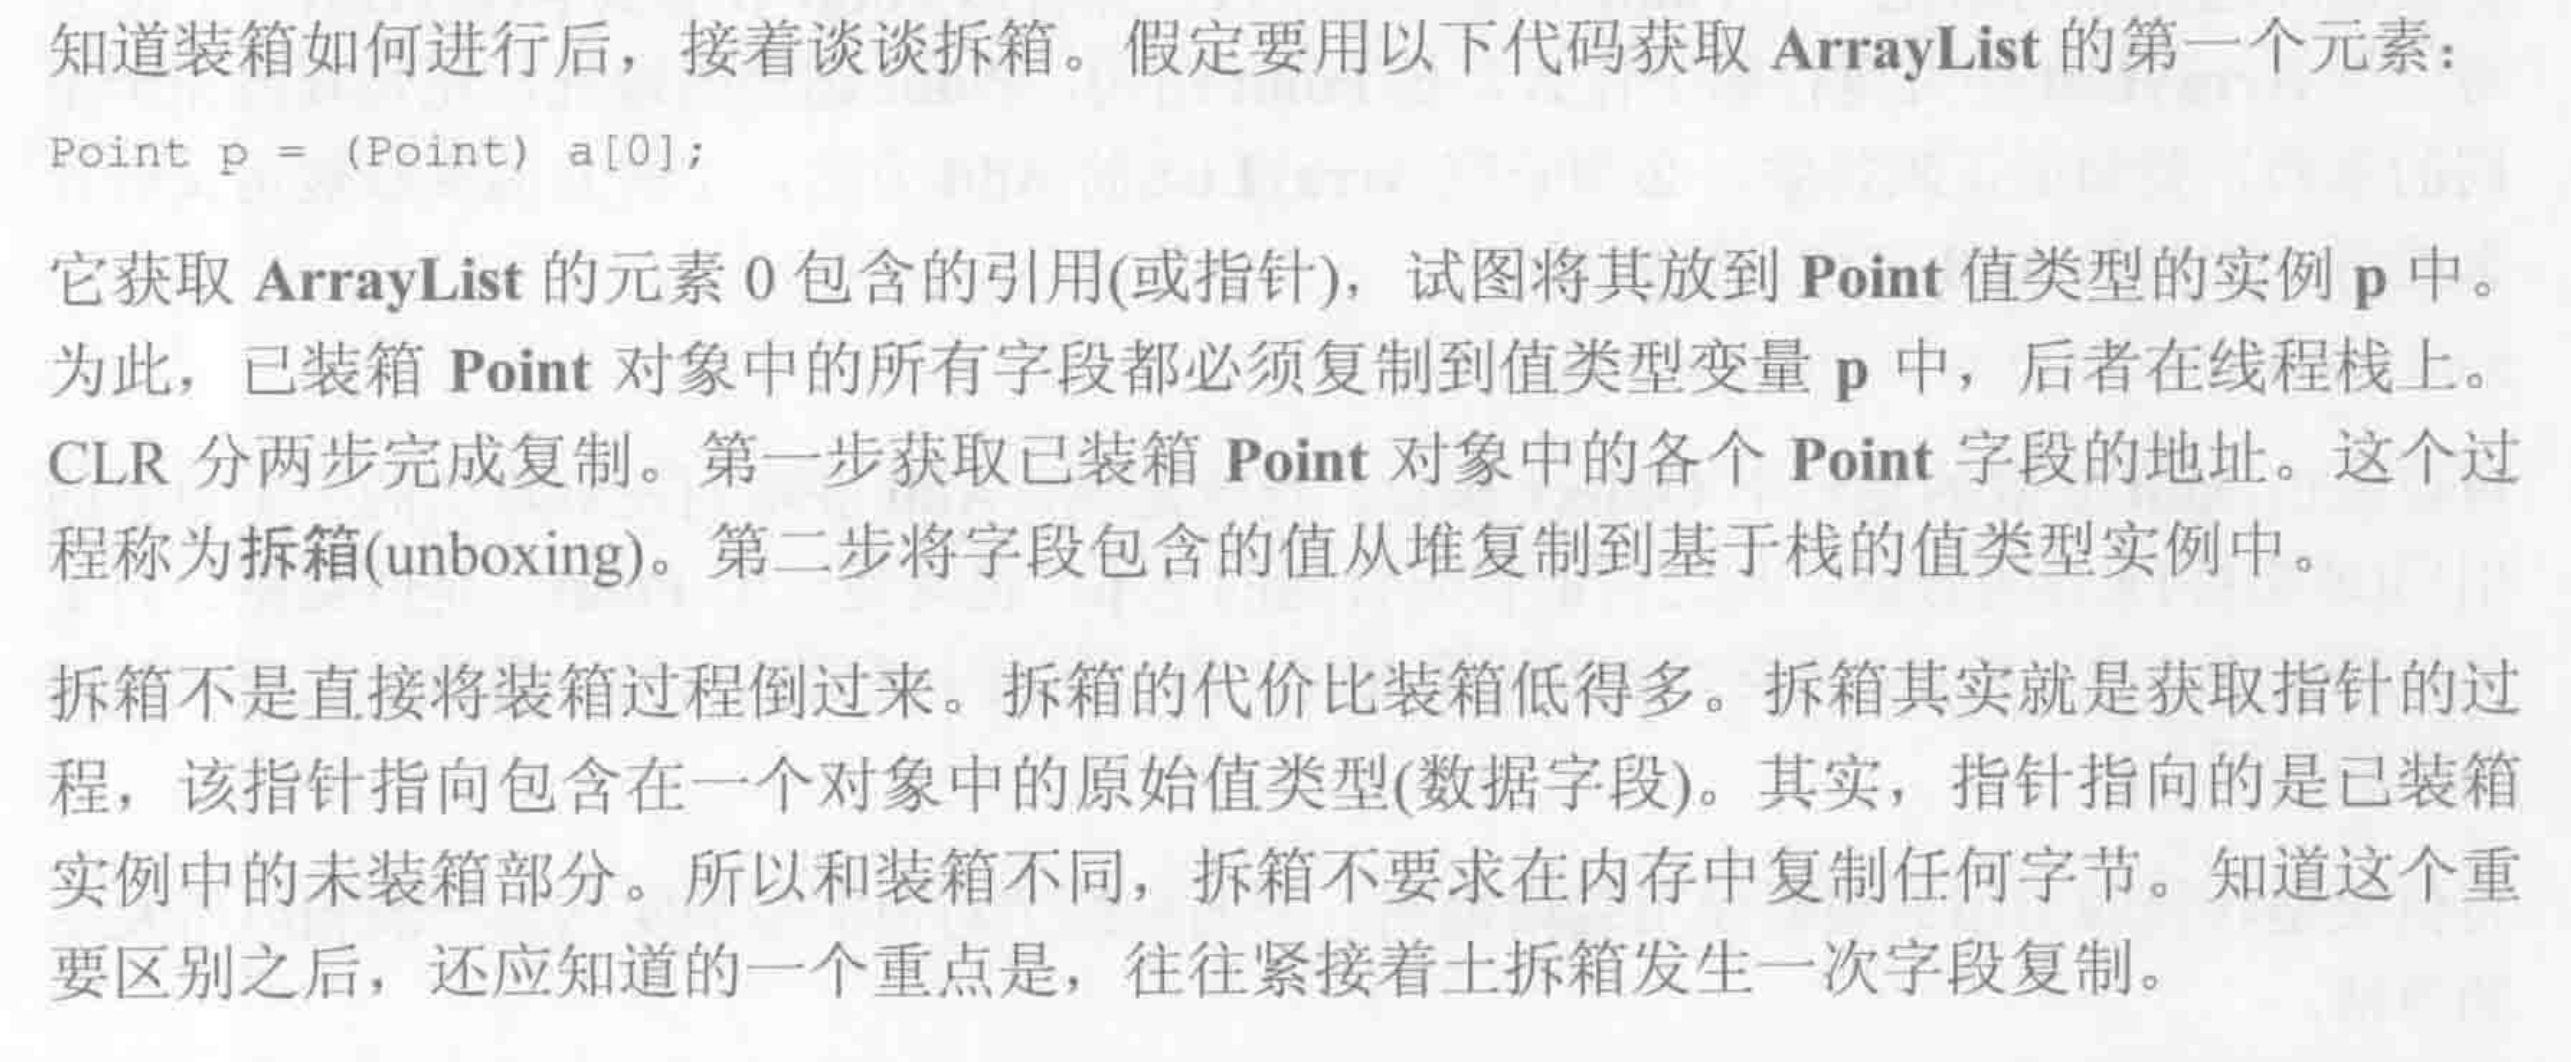 知道装箱如何进行后，接着谈谈拆箱。假定要用以下代码获取 ArrayList 的第一个元素：
Point p = (Point) a[0];
它获取 ArrayList 的元素 0 包含的引用(或指针)，试图将其放到 Point 值类型的实例 p 中。
为此，已装箱 Point 对象中的所有字段都必须复制到值类型变量 p 中，后者在线程栈上。
CLR 分两步完成复制。第一步获取已装箱 Point 对象中的各个 Point 字段的地址。这个过
程称为拆箱(unboxing)。第二步将字段包含的值从堆复制到基于栈的值类型实例中。
拆箱不是直接将装箱过程倒过来。拆箱的代价比装箱低得多。拆箱其实就是获取指针的过
程，该指针指向包含在一个对象中的原始值类型(数据字段)。其实，指针指向的是已装箱
实例中的未装箱部分。所以和装箱不同，拆箱不要求在内存中复制任何字节。知道这个重
要区别之后，还应知道的一个重点是，往往紧接着土拆箱发生一次字段复制。